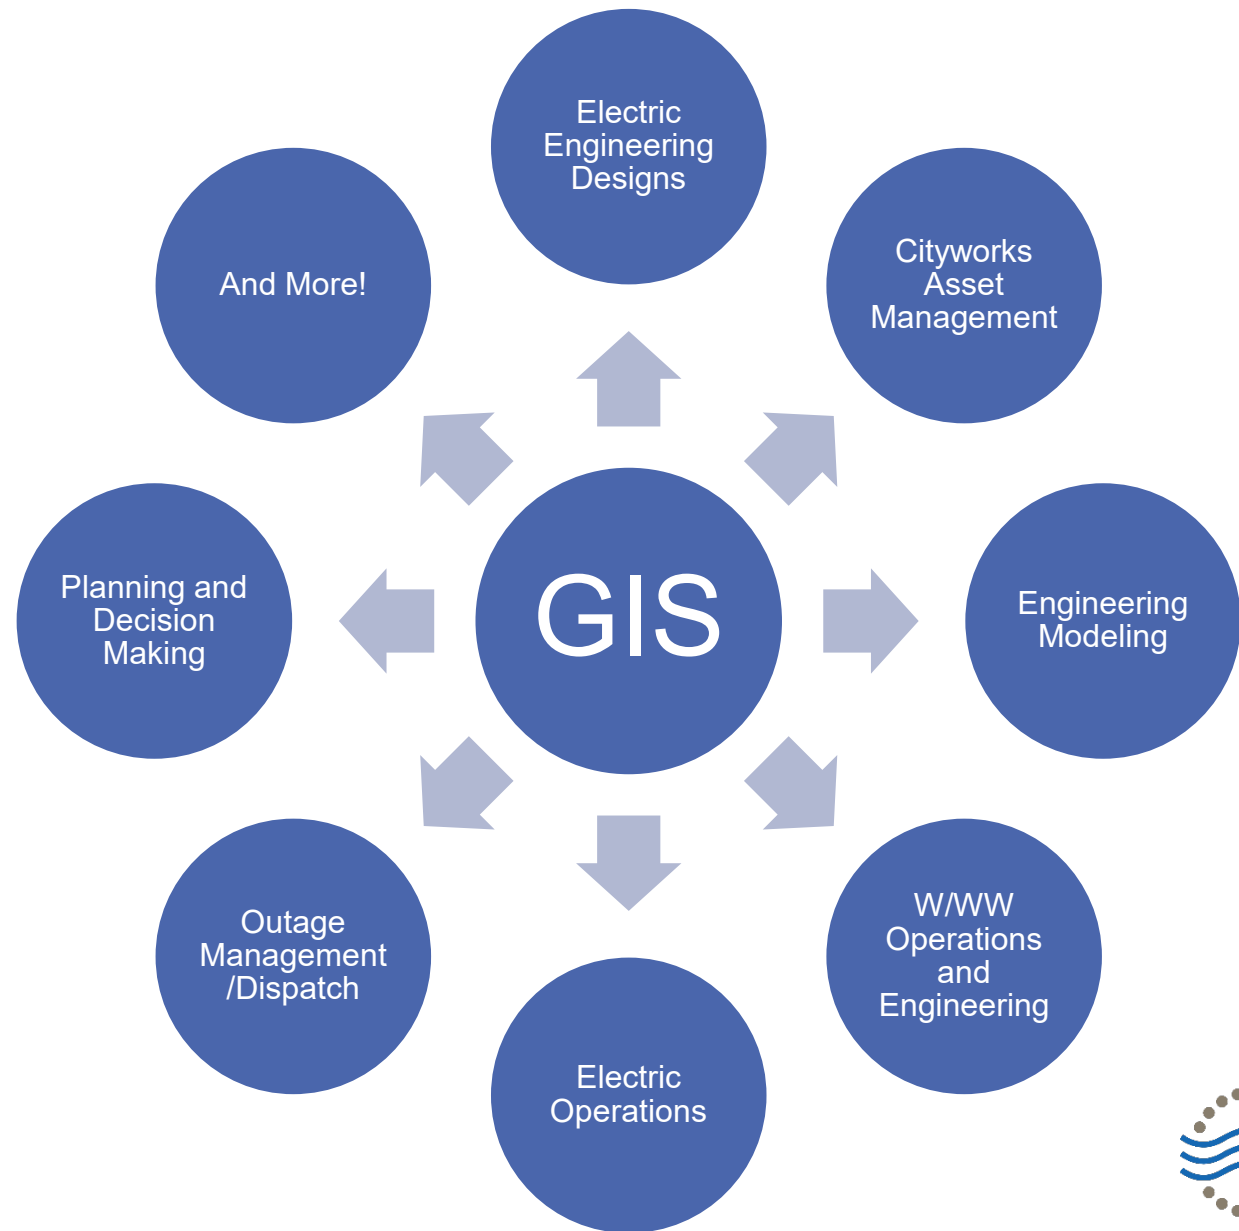 Electric
Engineering
Designs
And More!
Cityworks
Asset
Management
Planning and
Decision
Making
GIS
Engineering
Modeling
Outage
Management
/Dispatch
W/WW
Operations
and
Engineering
Electric
Operations